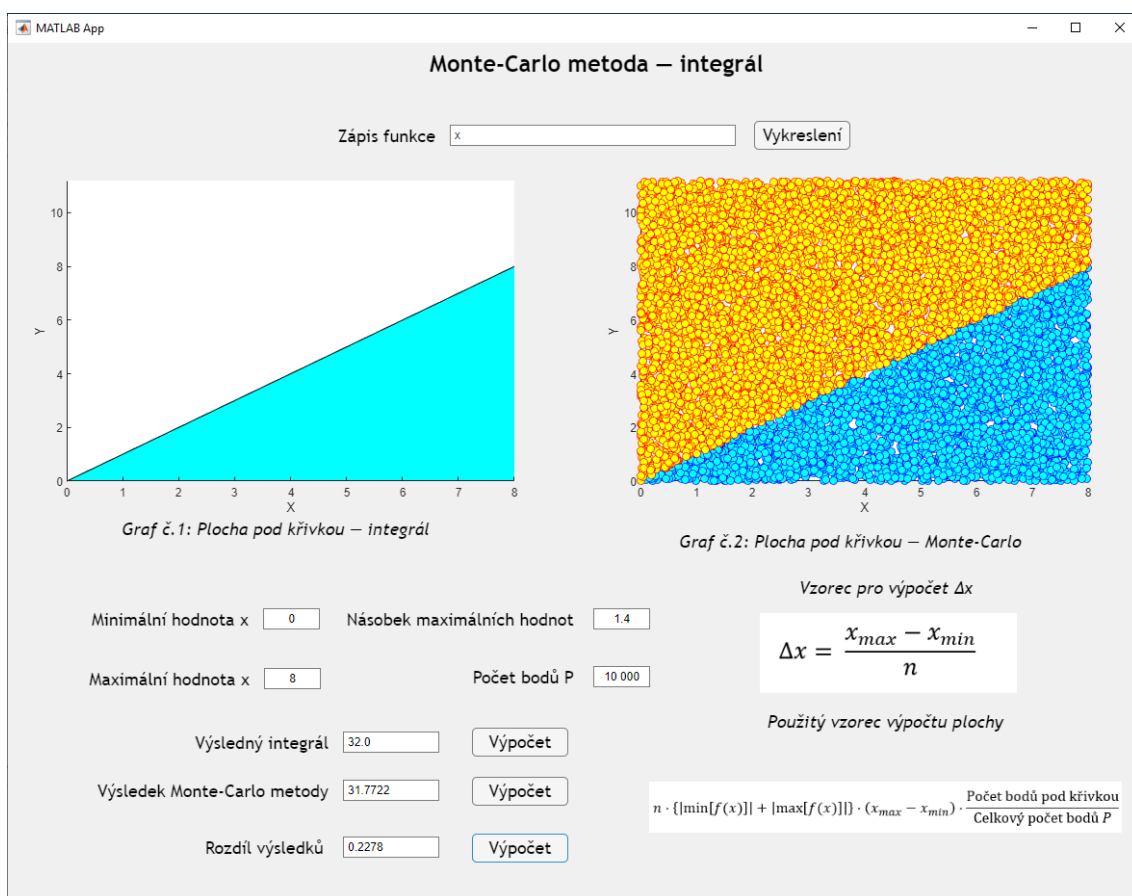 MATLAB App
Monte-Carlo metoda — integrál
Zápis funkce x Vykreslení
10
8
6
4
2
0
Y
0 1 2 3 4 5 6 7 8
X
Graf č.1: Plocha pod křivkou — integrál
10
8
6
4
2
0
Y
0 1 2 3 4 5 6 7 8
X
Graf č.2: Plocha pod křivkou — Monte-Carlo
Minimální hodnota x 0 Násobek maximálních hodnot 1.4
Maximální hodnota x 8 Počet bodů P 10 000
Výsledný integrál 32.0 Výpočet
Výsledek Monte-Carlo metody 31.7722 Výpočet
Rozdíl výsledků 0.2278 Výpočet
Vzorec pro výpočet Δx
Δx = (x_max − x_min) / n
Použitý vzorec výpočtu plochy
n · {|min[f(x)]| + |max[f(x)]|} · (x_max − x_min) · Počet bodů pod křivkou / Celkový počet bodů P